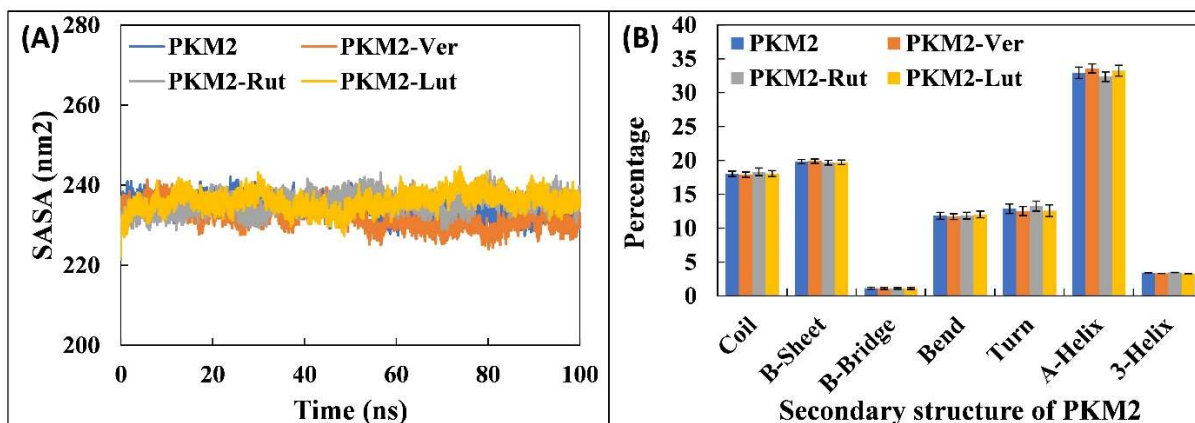 (A)
280
260
240
220
200
SASA (nm2)
PKM2 PKM2-Ver
PKM2-Rut PKM2-Lut
0 20 40 60 80 100
Time (ns)
(B)
40
35
30
25
20
15
10
5
0
Percentage
PKM2 PKM2-Ver
PKM2-Rut PKM2-Lut
Coil
B-Sheet
B-Bridge
Bend
Turn
A-Helix
3-Helix
Secondary structure of PKM2